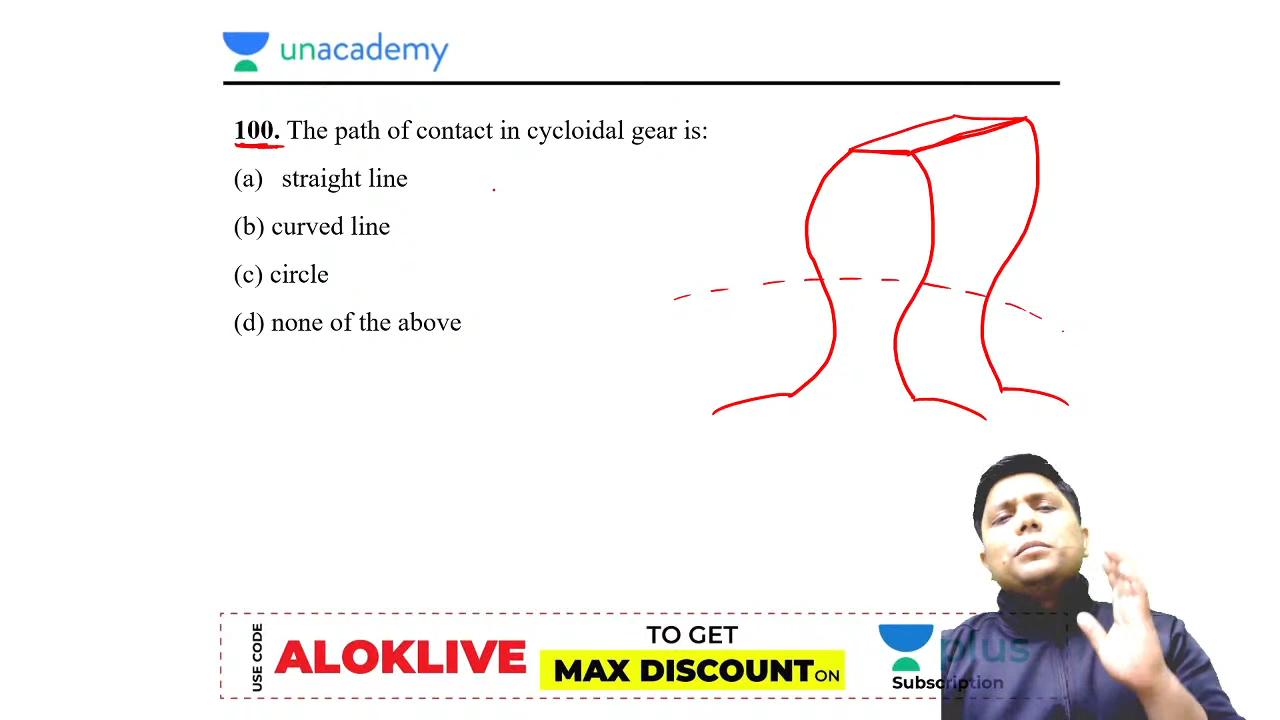 unacademy
100. The path of contact in cycloidal gear is:
(a) straight line
(b) curved line
(c) circle
(d) none of the above
USE CODE
ALOKLIVE
TO GET
MAX DISCOUNT ON
plus
Subscription